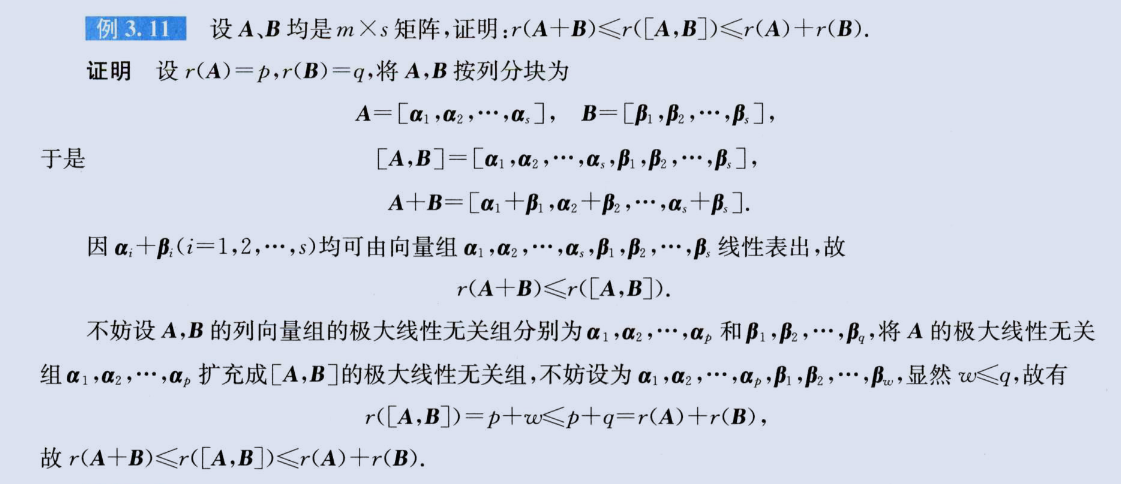 例 3.11 设 A、B 均是 m×s 矩阵,证明:r(A+B)≤r([A,B])≤r(A)+r(B).
证明 设 r(A)=p,r(B)=q,将 A,B 按列分块为
A=[α₁,α₂,⋯,αₛ], B=[β₁,β₂,⋯,βₛ],
于是 [A,B]=[α₁,α₂,⋯,αₛ,β₁,β₂,⋯,βₛ],
A+B=[α₁+β₁,α₂+β₂,⋯,αₛ+βₛ].
因 αᵢ+βᵢ(i=1,2,⋯,s)均可由向量组 α₁,α₂,⋯,αₛ,β₁,β₂,⋯,βₛ 线性表出,故
r(A+B)≤r([A,B]).
不妨设 A,B 的列向量组的极大线性无关组分别为 α₁,α₂,⋯,αₚ 和 β₁,β₂,⋯,β_q,将 A 的极大线性无关
组 α₁,α₂,⋯,αₚ 扩充成[A,B]的极大线性无关组,不妨设为 α₁,α₂,⋯,αₚ,β₁,β₂,⋯,β_w,显然 w≤q,故有
r([A,B])=p+w≤p+q=r(A)+r(B),
故 r(A+B)≤r([A,B])≤r(A)+r(B).